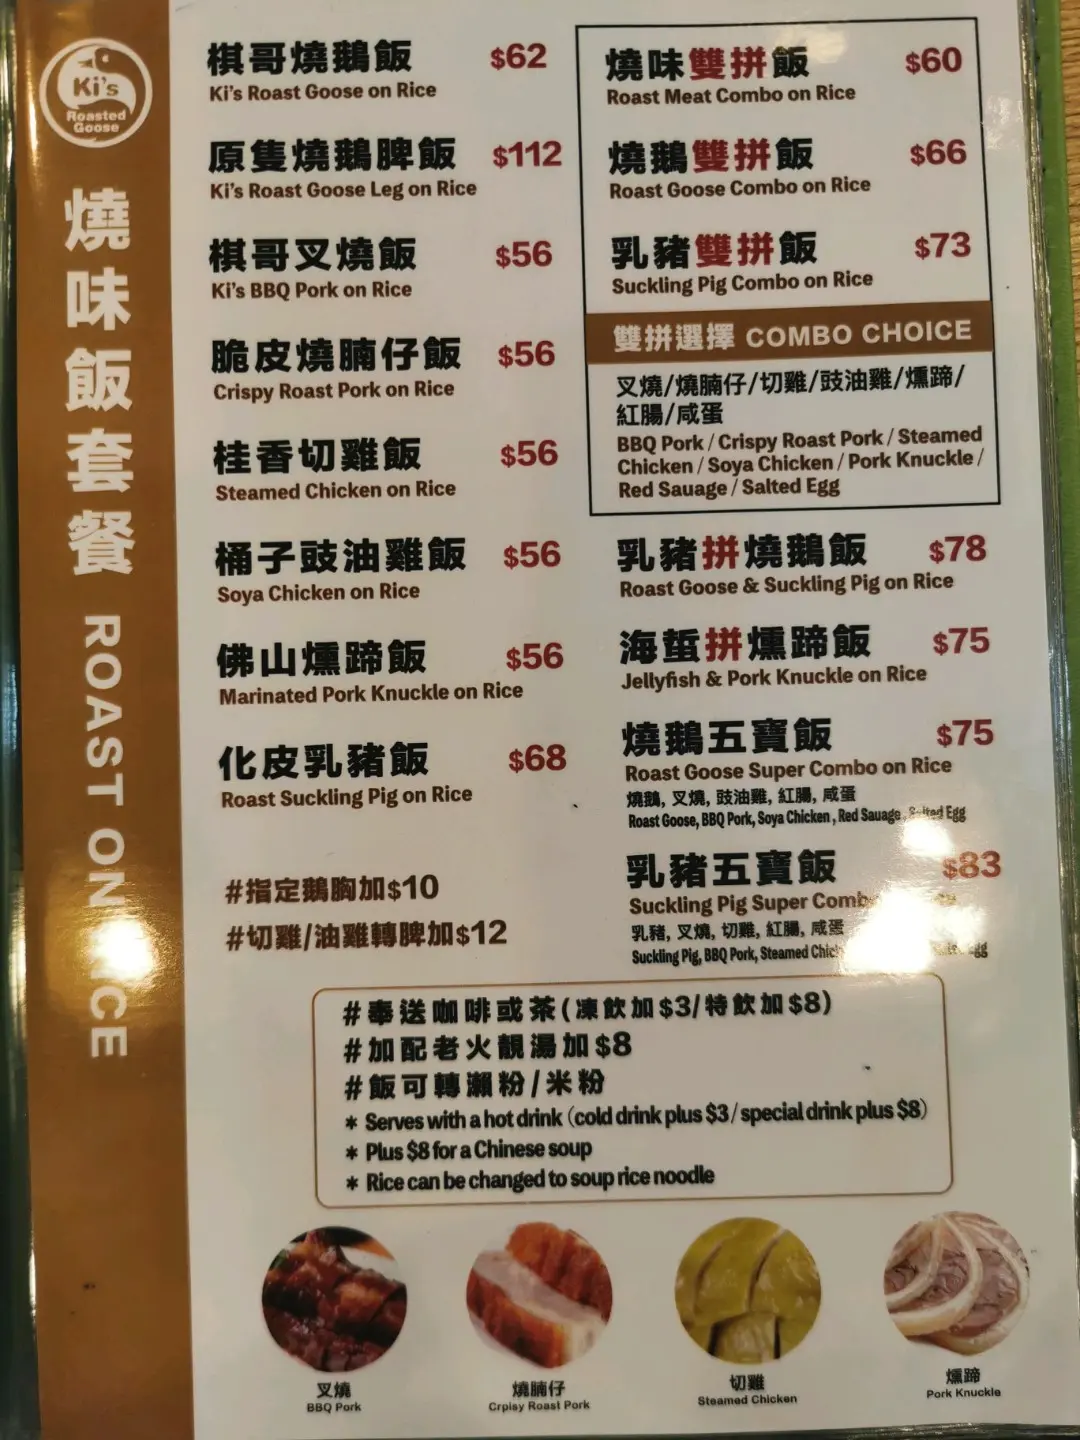 Ki's
Roasted
Goose
燒味飯套餐 ROAST ON RICE
棋哥燒鵝飯 $62
Ki's Roast Goose on Rice
原隻燒鵝脾飯 $112
Ki's Roast Goose Leg on Rice
棋哥叉燒飯 $56
Ki's BBQ Pork on Rice
脆皮燒腩仔飯 $56
Crispy Roast Pork on Rice
桂香切雞飯 $56
Steamed Chicken on Rice
桶子豉油雞飯 $56
Soya Chicken on Rice
佛山燻蹄飯 $56
Marinated Pork Knuckle on Rice
化皮乳豬飯 $68
Roast Suckling Pig on Rice
#指定鵝胸加$10
#切雞/油雞轉脾加$12
燒味雙拼飯 $60
Roast Meat Combo on Rice
燒鵝雙拼飯 $66
Roast Goose Combo on Rice
乳豬雙拼飯 $73
Suckling Pig Combo on Rice
雙拼選擇 COMBO CHOICE
叉燒/燒腩仔/切雞/豉油雞/燻蹄/
紅腸/咸蛋
BBQ Pork / Crispy Roast Pork / Steamed
Chicken / Soya Chicken / Pork Knuckle /
Red Sauage / Salted Egg
乳豬拼燒鵝飯 $78
Roast Goose & Suckling Pig on Rice
海蜇拼燻蹄飯 $75
Jellyfish & Pork Knuckle on Rice
燒鵝五寶飯 $75
Roast Goose Super Combo on Rice
燒鵝, 叉燒, 豉油雞, 紅腸, 咸蛋
Roast Goose, BBQ Pork, Soya Chicken , Red Sauage , Salted Egg
乳豬五寶飯 $83
Suckling Pig Super Combo
乳豬, 叉燒, 切雞, 紅腸, 咸蛋
Suckling Pig, BBQ Pork, Steamed Egg
#奉送咖啡或茶(凍飲加$3/特飲加$8)
#加配老火靚湯加$8
#飯可轉瀨粉/米粉
* Serves with a hot drink (cold drink plus $3/ special drink plus $8)
* Plus $8 for a Chinese soup
* Rice can be changed to soup rice noodle
叉燒
BBQ Pork
燒腩仔
Crpisy Roast Pork
切雞
Steamed Chicken
燻蹄
Pork Knuckle